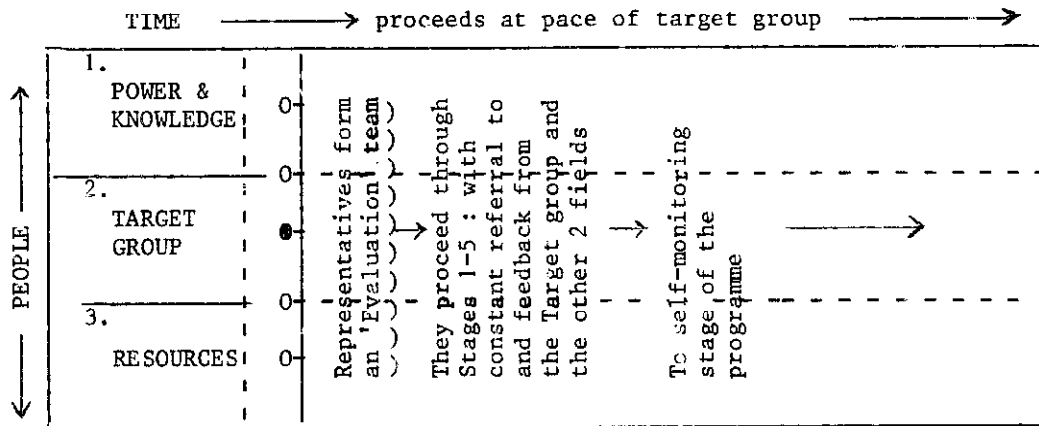 TIME → proceeds at pace of target group →
PEOPLE
1.
POWER &
KNOWLEDGE
2.
TARGET
GROUP
3.
RESOURCES
Representatives form
an 'Evaluation team
They proceed through
Stages 1-5 : with
constant referral to
and feedback from
the Target group and
the other 2 fields
To self-monitoring
stage of the
programme